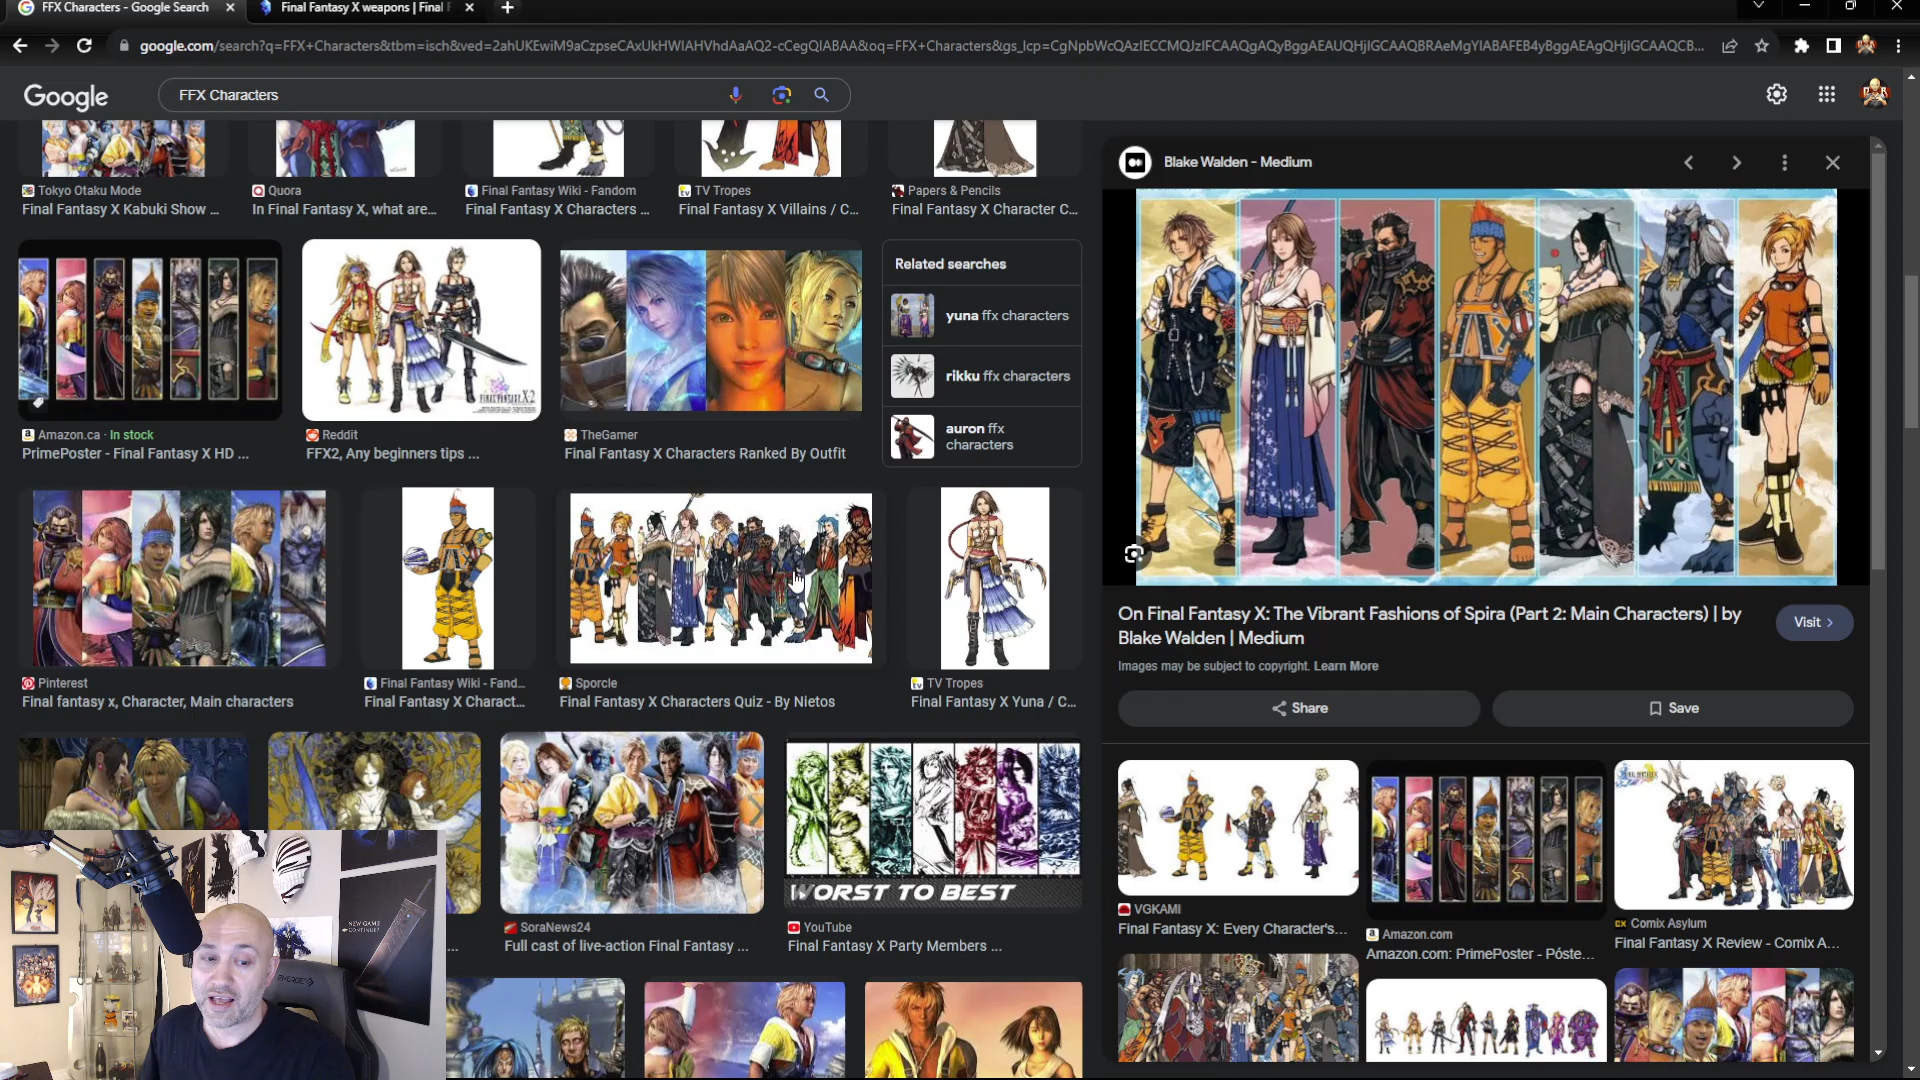 FFX Characters - Google Search
Final Fantasy X weapons | Final F
google.com/search?q=FFX+Characters&tbm=isch&ved=2ahUKEwiM9aCzpseCAxUkHWIAHVhdAaAQ2-cCegQIABAA&oq=FFX+Characters&gs_lcp=CgNpbWcQAzIECCMQJzIFCAAQgAQyBggAEAUQHjIGCAAQBRAeMgYIABAFEB4yBggAEAgQHjIGCAAQCB...
Google
FFX Characters
Tokyo Otaku Mode
Final Fantasy X Kabuki Show ...
Quora
In Final Fantasy X, what are...
Final Fantasy Wiki - Fandom
Final Fantasy X Characters ...
TV Tropes
Final Fantasy X Villains / C...
Papers & Pencils
Final Fantasy X Character C...
Related searches
yuna ffx characters
rikku ffx characters
auron ffx
characters
FINAL FANTASY X-2
Amazon.ca · In stock
PrimePoster - Final Fantasy X HD ...
Reddit
FFX2, Any beginners tips ...
TheGamer
Final Fantasy X Characters Ranked By Outfit
Pinterest
Final fantasy x, Character, Main characters
Final Fantasy Wiki - Fand...
Final Fantasy X Charact...
Sporcle
Final Fantasy X Characters Quiz - By Nietos
TV Tropes
Final Fantasy X Yuna / C...
WORST TO BEST
...
SoraNews24
Full cast of live-action Final Fantasy ...
YouTube
Final Fantasy X Party Members ...
NEW GAME
CONTINUE?
Blake Walden - Medium
On Final Fantasy X: The Vibrant Fashions of Spira (Part 2: Main Characters) | by
Blake Walden | Medium
Visit
Images may be subject to copyright. Learn More
Share
Save
VGKAMI
Final Fantasy X: Every Character's...
Amazon.com
Amazon.com: PrimePoster - Póste...
Comix Asylum
Final Fantasy X Review - Comix A...